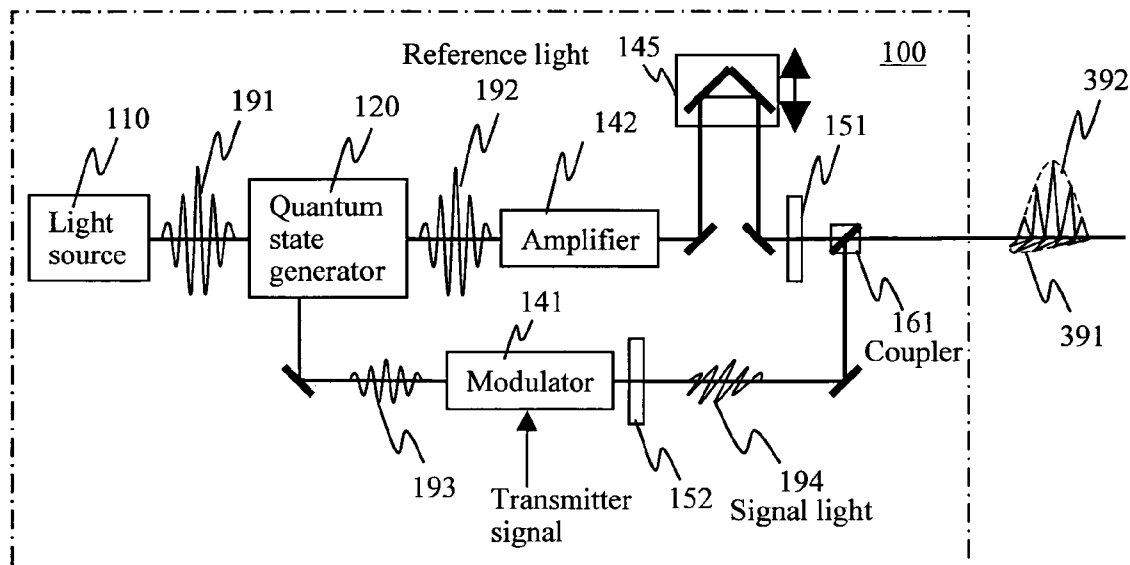 Reference light
145
100
392
110
191
120
192
142
151
Light
source
Quantum
state
generator
Amplifier
141
161
Coupler
391
Modulator
193
Transmitter
signal
152
194
Signal light